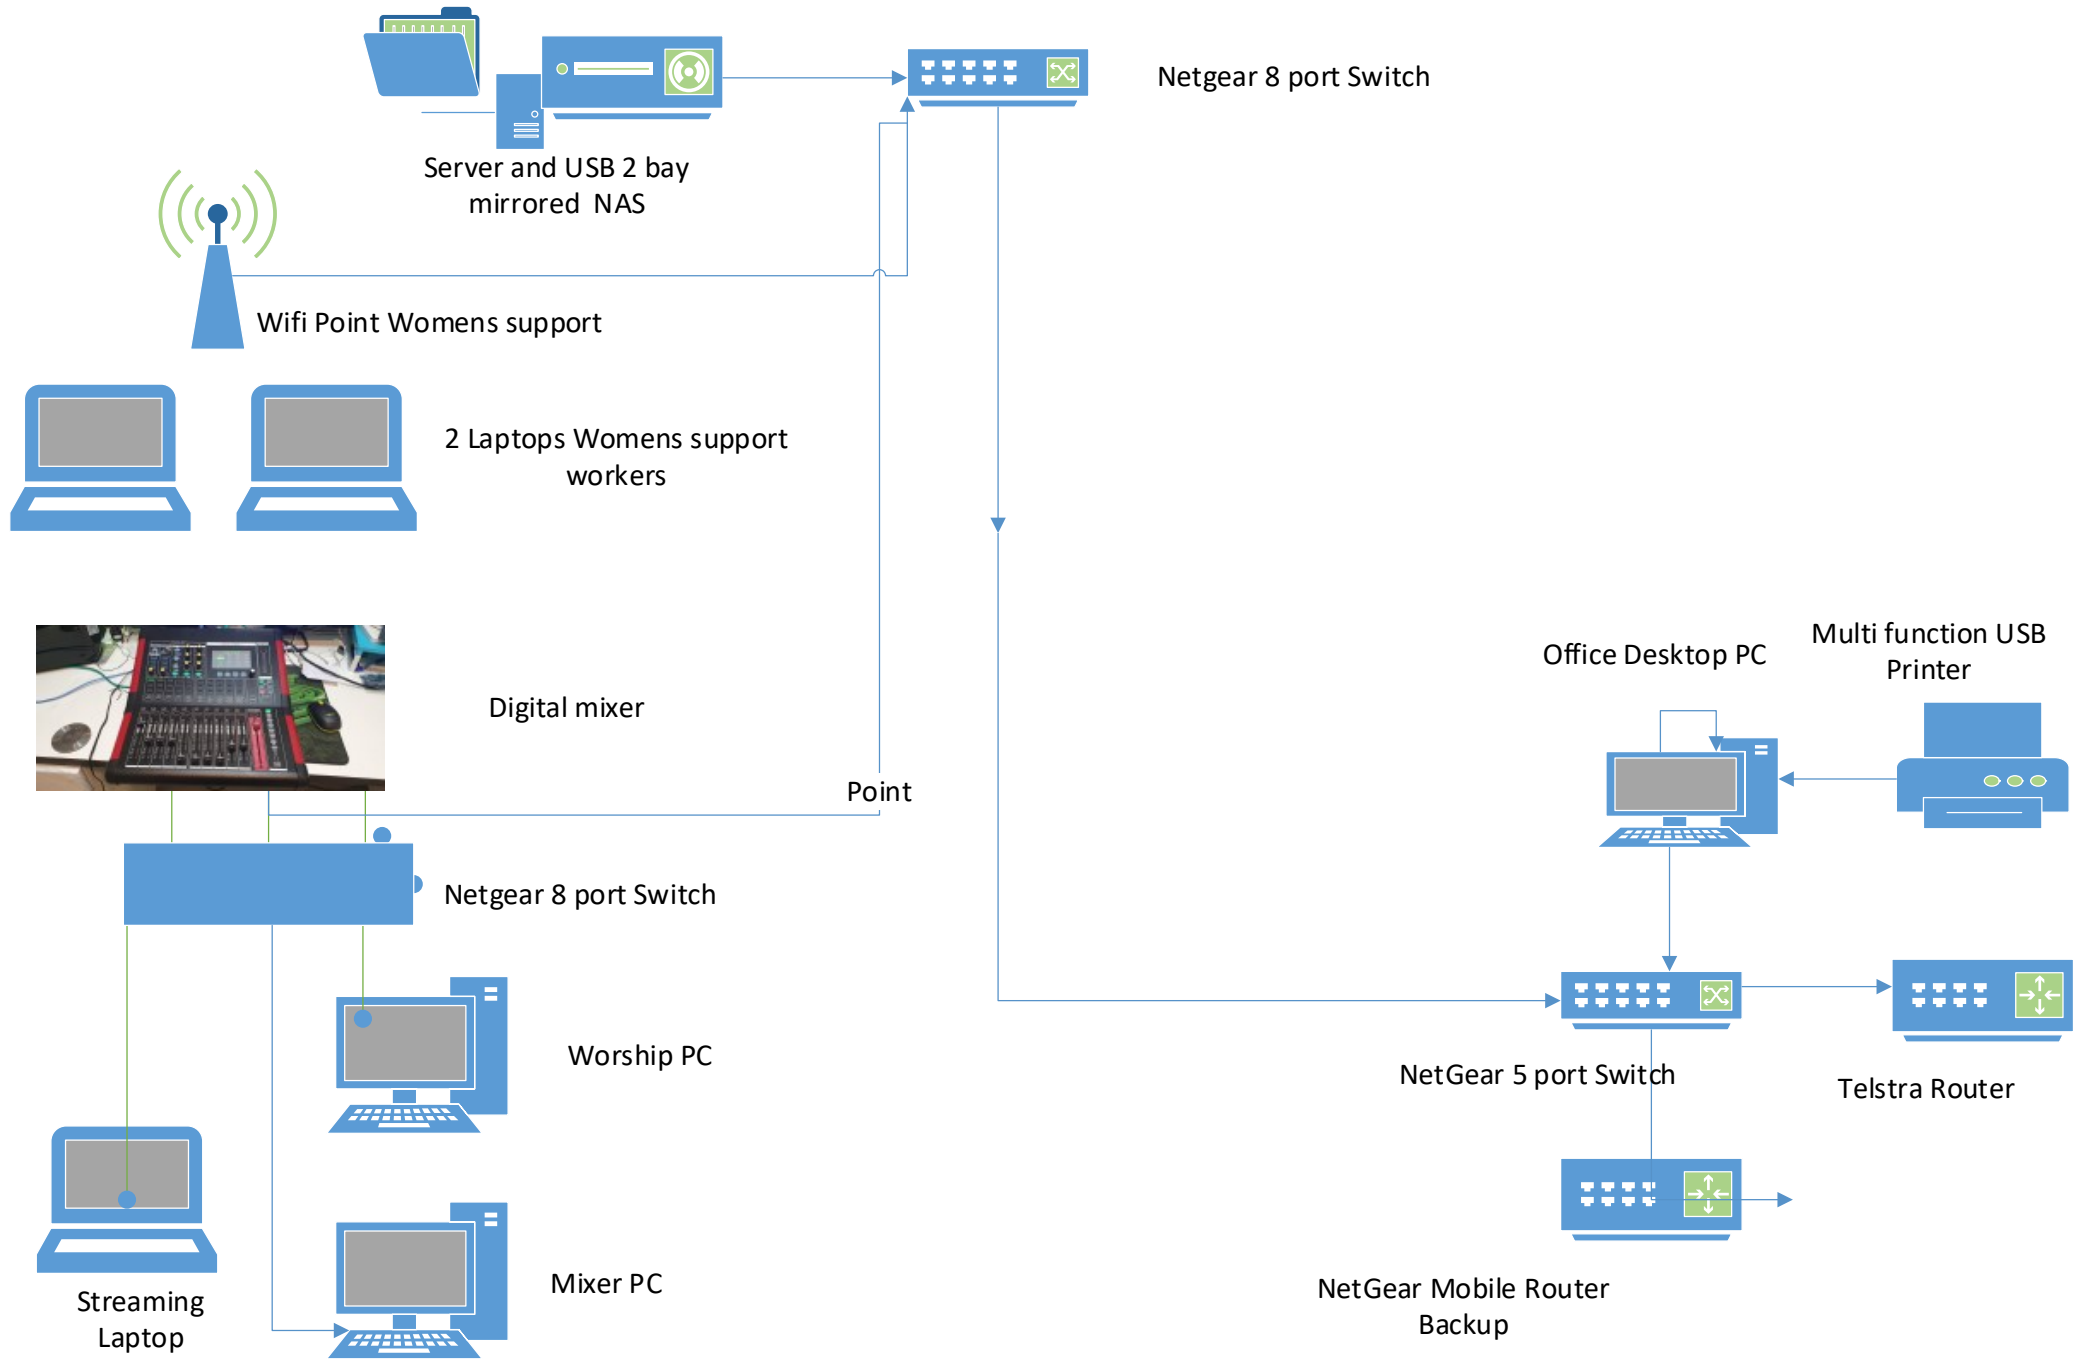 Netgear 8 port Switch
Server and USB 2 bay
mirrored NAS
Wifi Point Womens support
2 Laptops Womens support
workers
Digital mixer
Point
Netgear 8 port Switch
Worship PC
Streaming
Laptop
Mixer PC
Office Desktop PC
Multi function USB
Printer
NetGear 5 port Switch
Telstra Router
NetGear Mobile Router
Backup